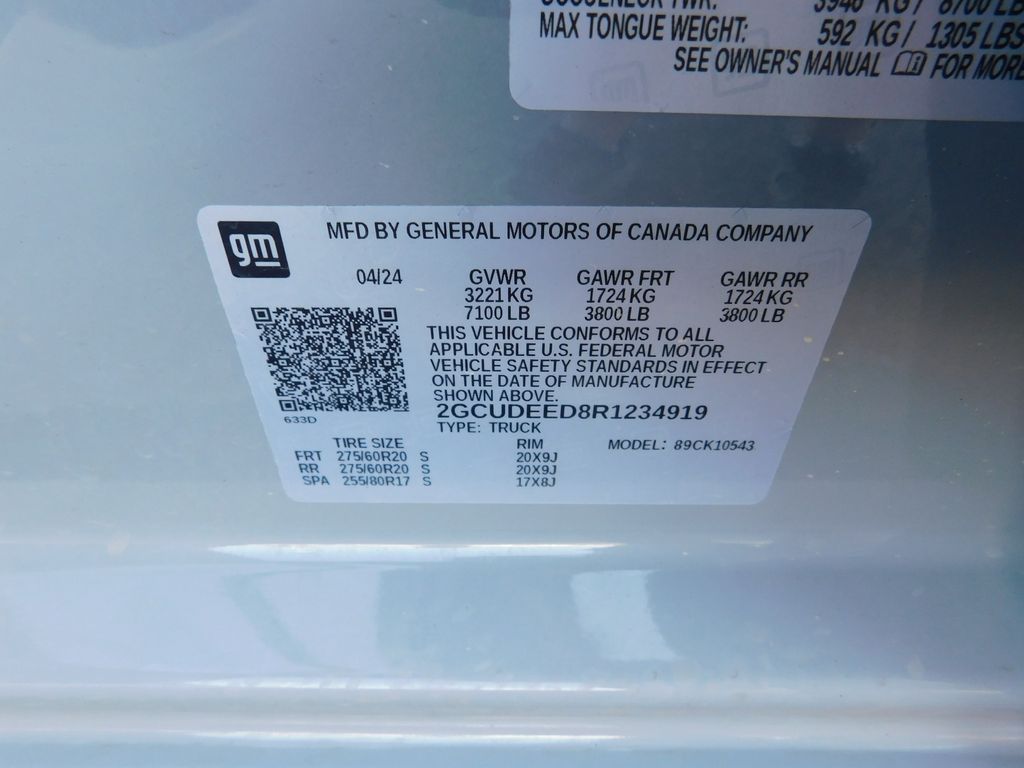 3946 KG / 8700 LB
MAX TONGUE WEIGHT: 592 KG / 1305 LBS
SEE OWNER'S MANUAL FOR MORE
gm
MFD BY GENERAL MOTORS OF CANADA COMPANY
04/24 GVWR GAWR FRT GAWR RR
3221 KG 1724 KG 1724 KG
7100 LB 3800 LB 3800 LB
THIS VEHICLE CONFORMS TO ALL
APPLICABLE U.S. FEDERAL MOTOR
VEHICLE SAFETY STANDARDS IN EFFECT
ON THE DATE OF MANUFACTURE
SHOWN ABOVE.
2GCUDEED8R1234919
633D
TYPE: TRUCK
TIRE SIZE RIM MODEL: 89CK10543
FRT 275/60R20 S 20X9J
RR 275/60R20 S 20X9J
SPA 255/80R17 S 17X8J